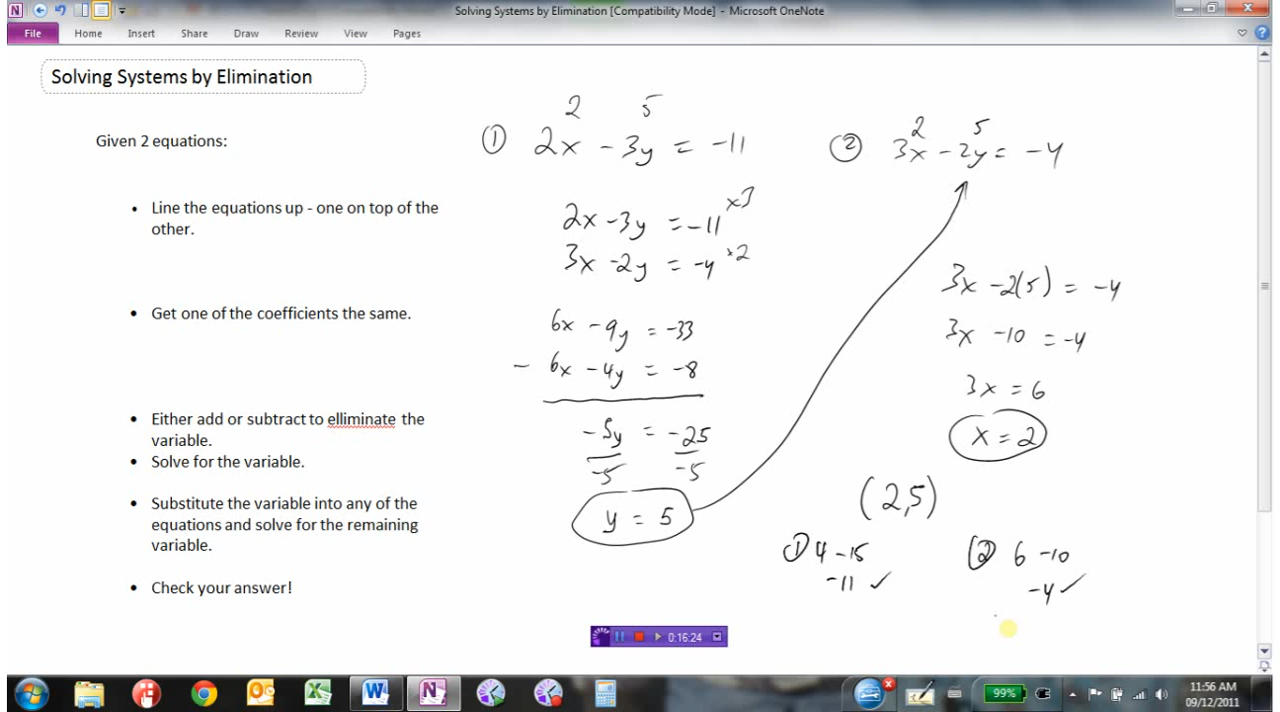 Solving Systems by Elimination [Compatibility Mode] - Microsoft OneNote
File Home Insert Share Draw Review View Pages
Solving Systems by Elimination
Given 2 equations:
• Line the equations up - one on top of the
other.
• Get one of the coefficients the same.
• Either add or subtract to elliminate the
variable.
• Solve for the variable.
• Substitute the variable into any of the
equations and solve for the remaining
variable.
• Check your answer!
2 5
① 2x - 3y = -11
2x - 3y = -11 x3
3x - 2y = -4 x2
6x - 9y = -33
- 6x - 4y = -8
-5y = -25
-5 -5
y = 5
2 5
② 3x - 2y = -4
3x - 2(5) = -4
3x - 10 = -4
3x = 6
x = 2
(2,5)
① 4 - 15
-11 ✓
② 6 - 10
-4 ✓
0:16:24
99%
11:56 AM
09/12/2011